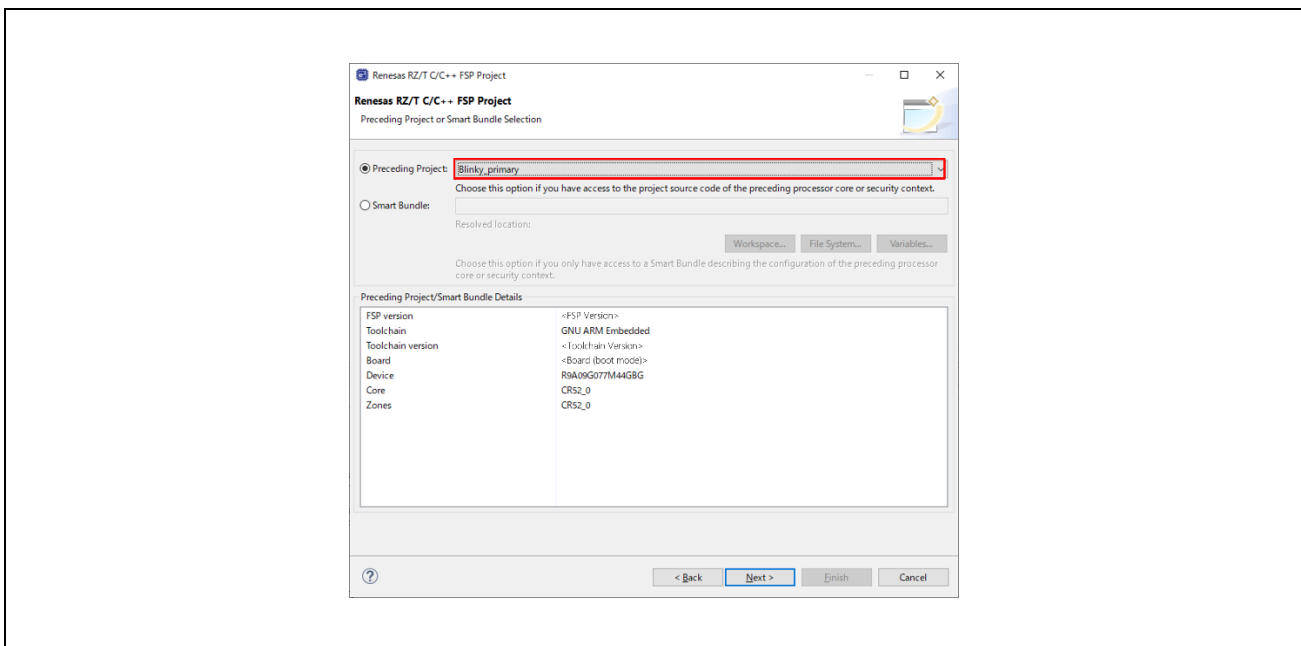 Renesas RZ/T C/C++ FSP Project
Renesas RZ/T C/C++ FSP Project
Preceding Project or Smart Bundle Selection
Preceding Project: Blinky_primary
Choose this option if you have access to the project source code of the preceding processor core or security context.
Smart Bundle:
Resolved location:
Workspace... File System... Variables...
Choose this option if you only have access to a Smart Bundle describing the configuration of the preceding processor
core or security context.
Preceding Project/Smart Bundle Details
FSP version <FSP Version>
Toolchain GNU ARM Embedded
Toolchain version <Toolchain Version>
Board <Board (boot mode)>
Device R9A09G077M44GBG
Core CR52_0
Zones CR52_0
? < Back Next > Finish Cancel